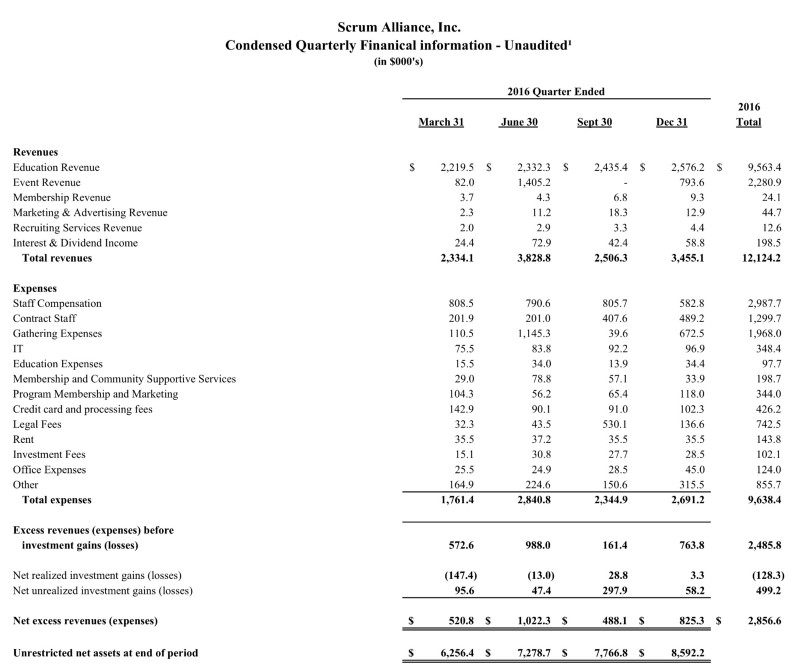 Scrum Alliance, Inc.
Condensed Quarterly Finanical information - Unaudited¹
(in $000's)
2016 Quarter Ended
2016
March 31 June 30 Sept 30 Dec 31 Total
Revenues
Education Revenue $ 2,219.5 $ 2,332.3 $ 2,435.4 $ 2,576.2 $ 9,563.4
Event Revenue 82.0 1,405.2 - 793.6 2,280.9
Membership Revenue 3.7 4.3 6.8 9.3 24.1
Marketing & Advertising Revenue 2.3 11.2 18.3 12.9 44.7
Recruiting Services Revenue 2.0 2.9 3.3 4.4 12.6
Interest & Dividend Income 24.4 72.9 42.4 58.8 198.5
Total revenues 2,334.1 3,828.8 2,506.3 3,455.1 12,124.2
Expenses
Staff Compensation 808.5 790.6 805.7 582.8 2,987.7
Contract Staff 201.9 201.0 407.6 489.2 1,299.7
Gathering Expenses 110.5 1,145.3 39.6 672.5 1,968.0
IT 75.5 83.8 92.2 96.9 348.4
Education Expenses 15.5 34.0 13.9 34.4 97.7
Membership and Community Supportive Services 29.0 78.8 57.1 33.9 198.7
Program Membership and Marketing 104.3 56.2 65.4 118.0 344.0
Credit card and processing fees 142.9 90.1 91.0 102.3 426.2
Legal Fees 32.3 43.5 530.1 136.6 742.5
Rent 35.5 37.2 35.5 35.5 143.8
Investment Fees 15.1 30.8 27.7 28.5 102.1
Office Expenses 25.5 24.9 28.5 45.0 124.0
Other 164.9 224.6 150.6 315.5 855.7
Total expenses 1,761.4 2,840.8 2,344.9 2,691.2 9,638.4
Excess revenues (expenses) before
investment gains (losses) 572.6 988.0 161.4 763.8 2,485.8
Net realized investment gains (losses) (147.4) (13.0) 28.8 3.3 (128.3)
Net unrealized investment gains (losses) 95.6 47.4 297.9 58.2 499.2
Net excess revenues (expenses) $ 520.8 $ 1,022.3 $ 488.1 $ 825.3 $ 2,856.6
Unrestricted net assets at end of period $ 6,256.4 $ 7,278.7 $ 7,766.8 $ 8,592.2